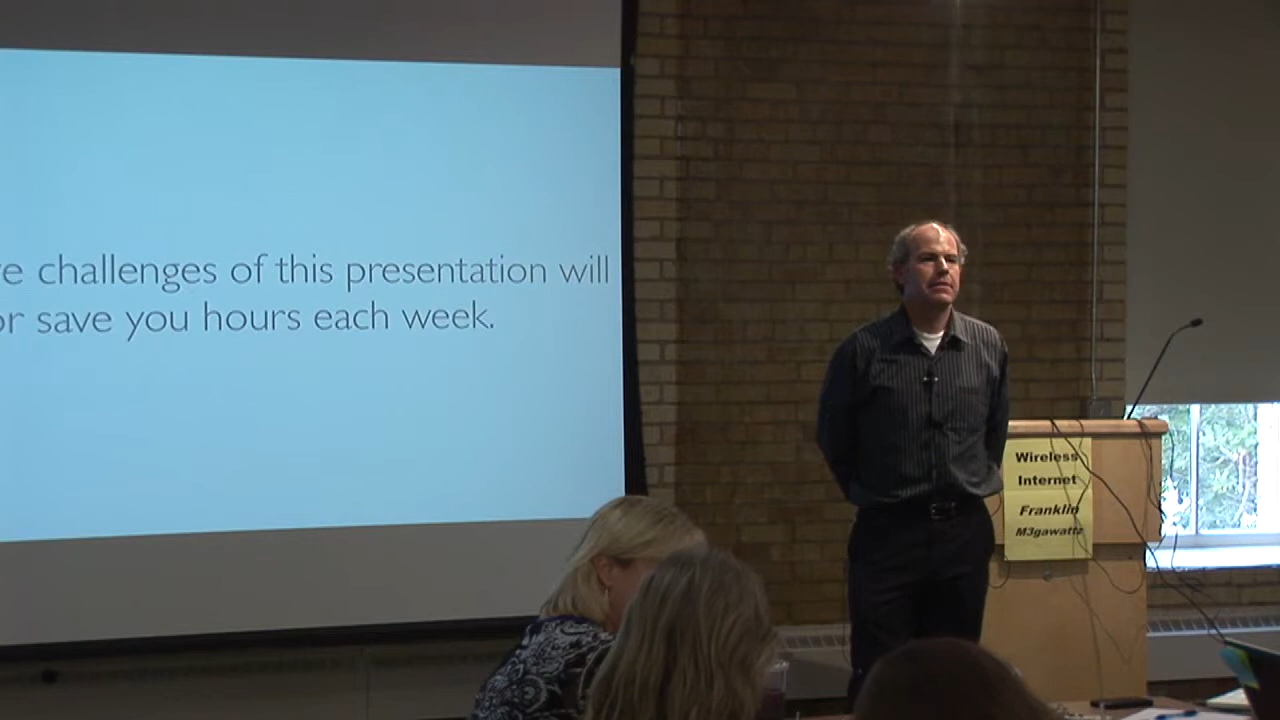 e challenges of this presentation will
or save you hours each week.
Wireless
Internet
Franklin
M3gawattz